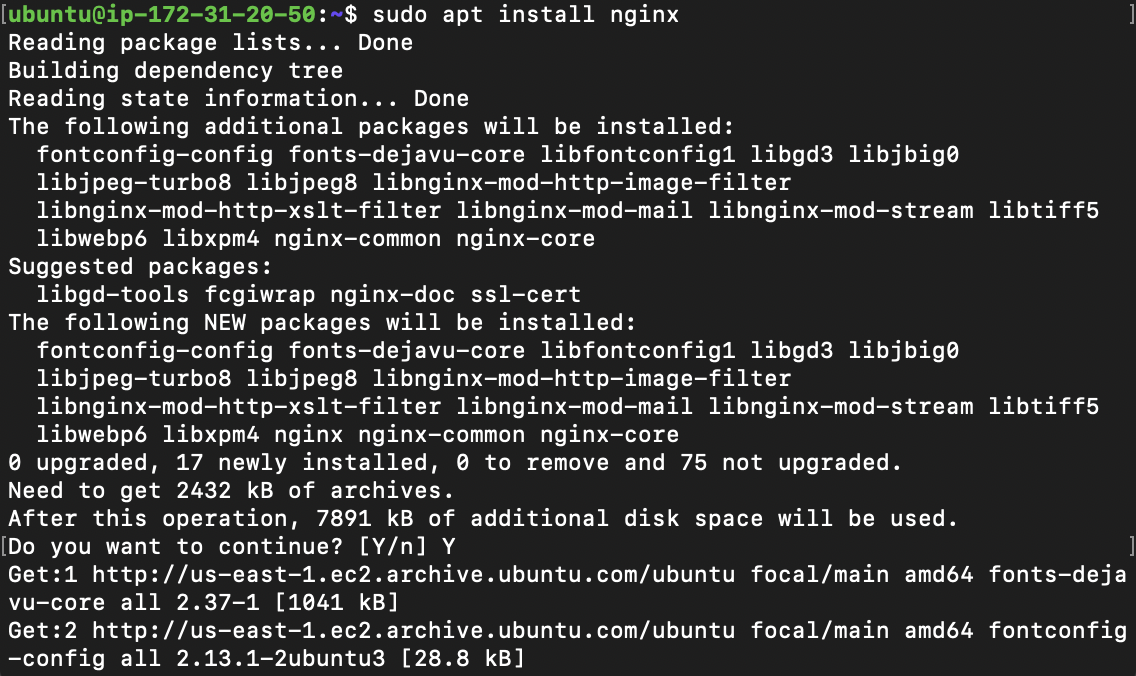 [ubuntu@ip-172-31-20-50:~$ sudo apt install nginx ]
Reading package lists... Done
Building dependency tree
Reading state information... Done
The following additional packages will be installed:
  fontconfig-config fonts-dejavu-core libfontconfig1 libgd3 libjbig0
  libjpeg-turbo8 libjpeg8 libnginx-mod-http-image-filter
  libnginx-mod-http-xslt-filter libnginx-mod-mail libnginx-mod-stream libtiff5
  libwebp6 libxpm4 nginx-common nginx-core
Suggested packages:
  libgd-tools fcgiwrap nginx-doc ssl-cert
The following NEW packages will be installed:
  fontconfig-config fonts-dejavu-core libfontconfig1 libgd3 libjbig0
  libjpeg-turbo8 libjpeg8 libnginx-mod-http-image-filter
  libnginx-mod-http-xslt-filter libnginx-mod-mail libnginx-mod-stream libtiff5
  libwebp6 libxpm4 nginx nginx-common nginx-core
0 upgraded, 17 newly installed, 0 to remove and 75 not upgraded.
Need to get 2432 kB of archives.
After this operation, 7891 kB of additional disk space will be used.
[Do you want to continue? [Y/n] Y ]
Get:1 http://us-east-1.ec2.archive.ubuntu.com/ubuntu focal/main amd64 fonts-deja
vu-core all 2.37-1 [1041 kB]
Get:2 http://us-east-1.ec2.archive.ubuntu.com/ubuntu focal/main amd64 fontconfig
-config all 2.13.1-2ubuntu3 [28.8 kB]